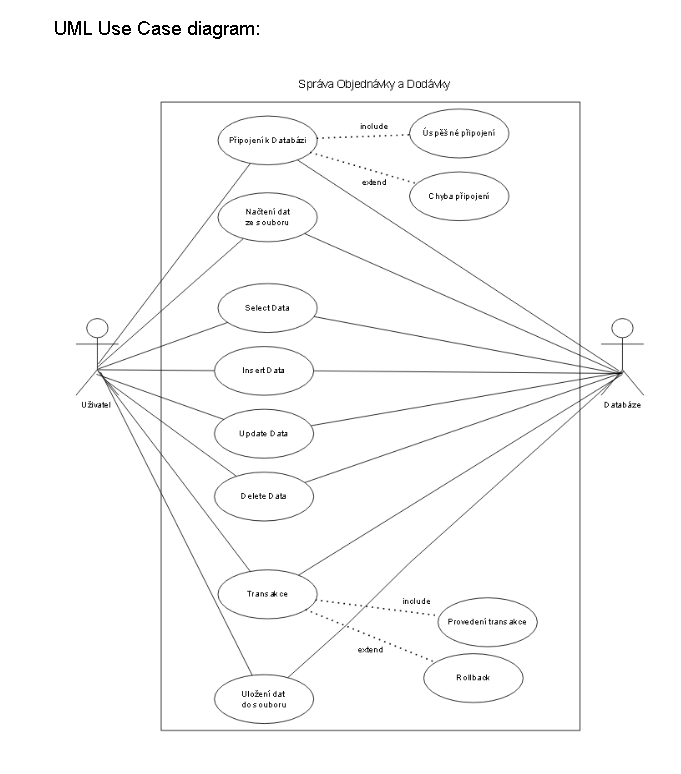 UML Use Case diagram:
Správa Objednávky a Dodávky
Připojení k Databázi
include
Úspěšné připojení
extend
Chyba připojení
Načtení dat
ze souboru
Select Data
Insert Data
Uživatel
Databáze
Update Data
Delete Data
Transakce
include
Provedení transakce
extend
Rollback
Uložení dat
do souboru